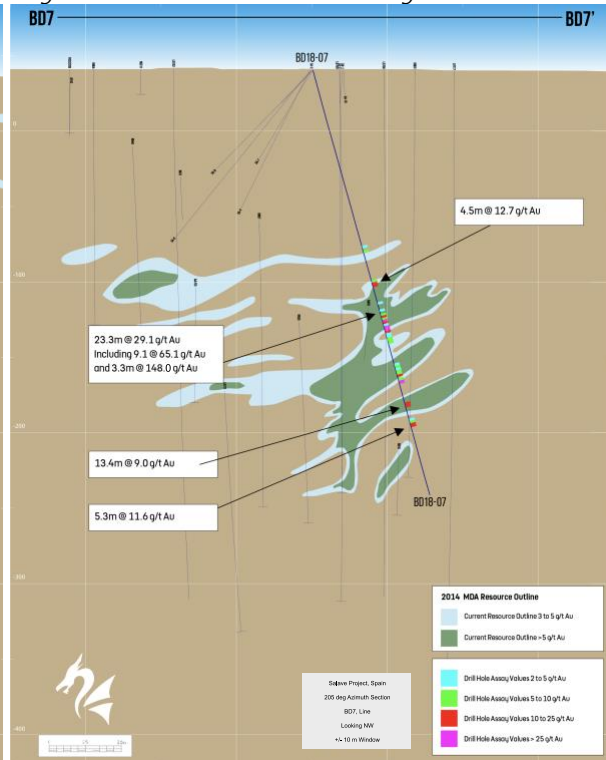 BD7
BD7'
BD18-07
0
4.5m @ 12.7 g/t Au
-100
23.3m @ 29.1 g/t Au
Including 9.1 @ 65.1 g/t Au
and 3.3m @ 148.0 g/t Au
-200
13.4m @ 9.0 g/t Au
5.3m @ 11.6 g/t Au
BD18-07
-300
2014 MDA Resource Outline
Current Resource Outline 3 to 5 g/t Au
Current Resource Outline >5 g/t Au
Salave Project, Spain
205 deg Azimuth Section
BD7, Line
Looking NW
+/- 10 m Window
Drill Hole Assay Values 2 to 5 g/t Au
Drill Hole Assay Values 5 to 10 g/t Au
Drill Hole Assay Values 10 to 25 g/t Au
Drill Hole Assay Values > 25 g/t Au
-400